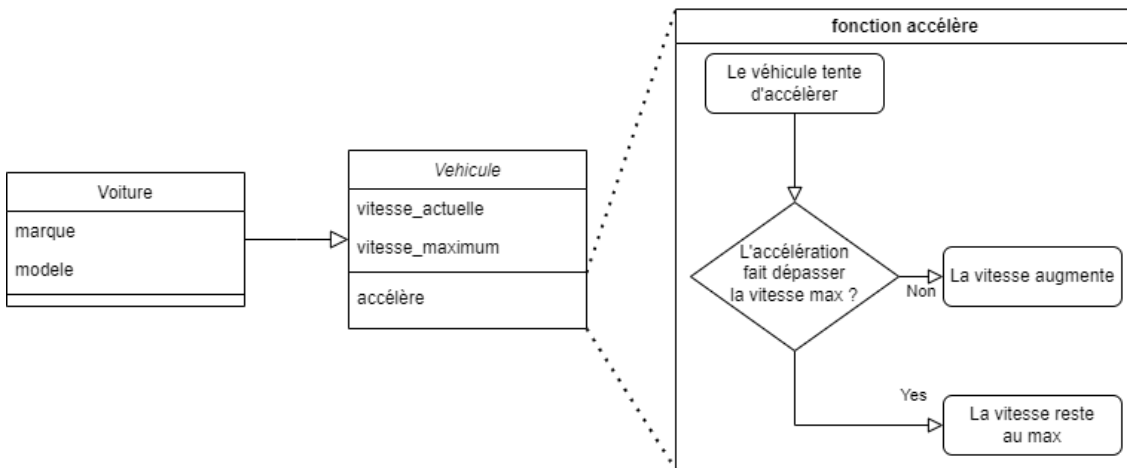 Voiture
marque
modele
Vehicule
vitesse_actuelle
vitesse_maximum
accélère
fonction accélère
Le véhicule tente
d'accélèrer
L'accélération
fait dépasser
la vitesse max ?
Non
La vitesse augmente
Yes
La vitesse reste
au max